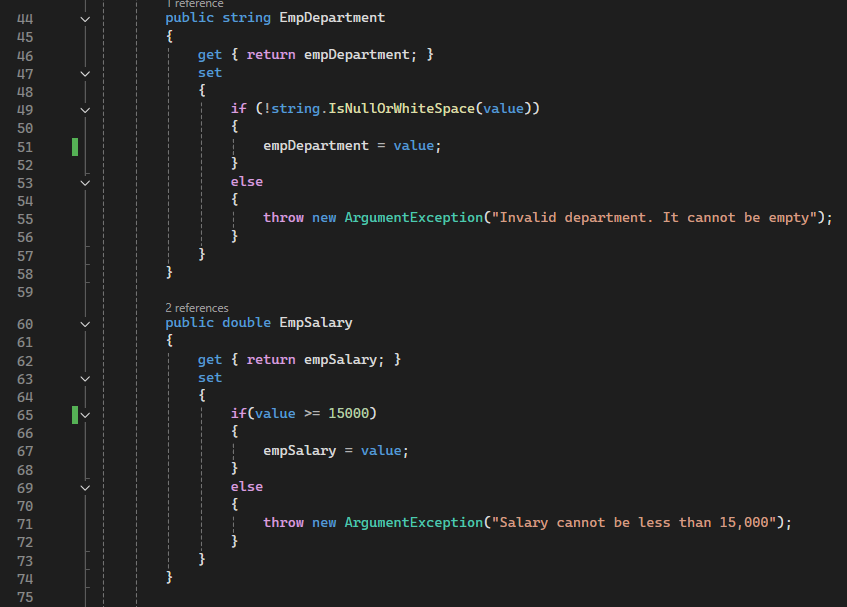 1 reference
44 public string EmpDepartment
45 {
46 get { return empDepartment; }
47 set
48 {
49 if (!string.IsNullOrWhiteSpace(value))
50 {
51 empDepartment = value;
52 }
53 else
54 {
55 throw new ArgumentException("Invalid department. It cannot be empty");
56 }
57 }
58 }
59
2 references
60 public double EmpSalary
61 {
62 get { return empSalary; }
63 set
64 {
65 if(value >= 15000)
66 {
67 empSalary = value;
68 }
69 else
70 {
71 throw new ArgumentException("Salary cannot be less than 15,000");
72 }
73 }
74 }
75